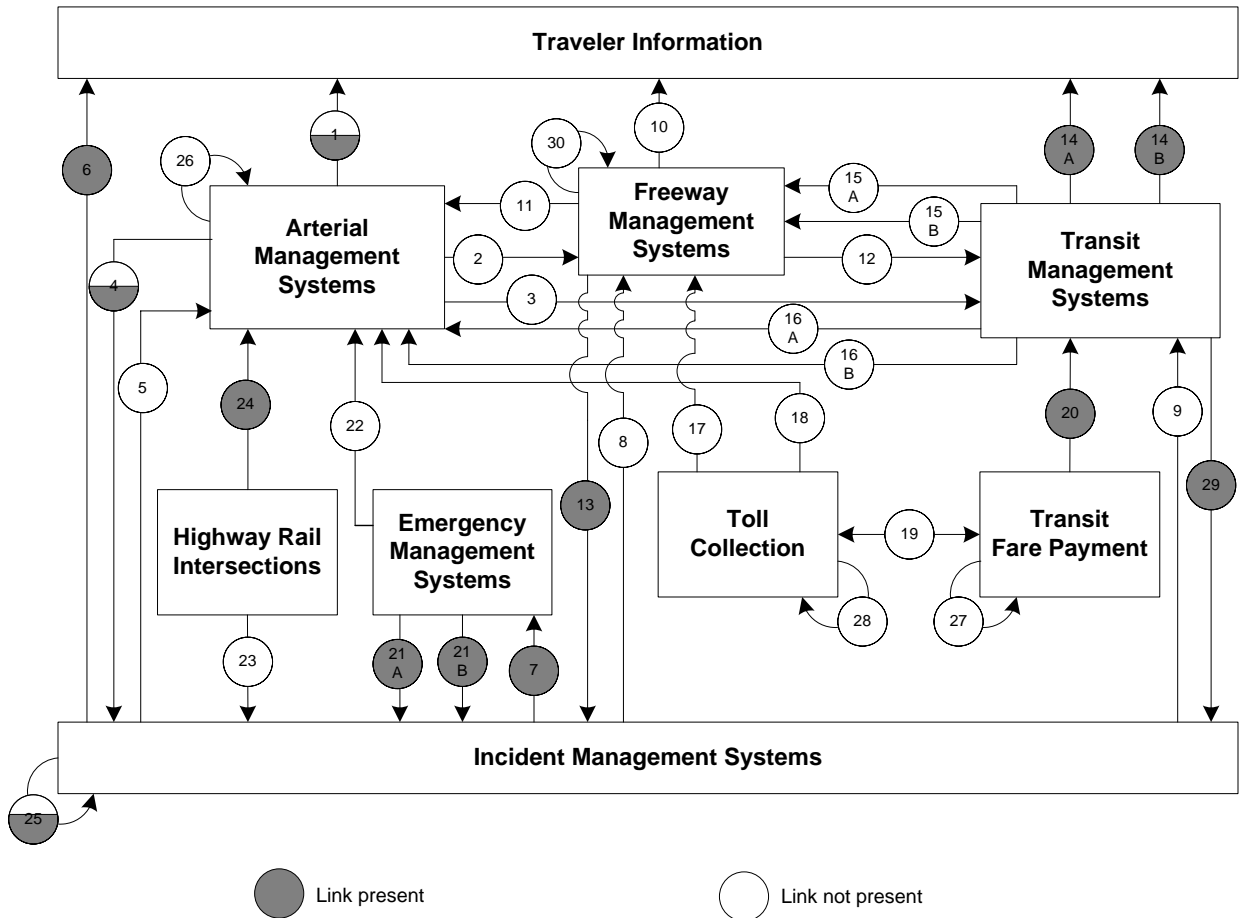 Traveler Information
1
10
14
A
14
B
6
26
30
15
A
Freeway
Management
Systems
11
15
B
Arterial
Management
Systems
Transit
Management
Systems
2
12
4
3
16
A
16
B
5
24
22
8
17
18
20
9
13
29
Highway Rail
Intersections
Emergency
Management
Systems
Toll
Collection
19
Transit
Fare Payment
28
27
23
21
A
21
B
7
Incident Management Systems
25
Link present
Link not present